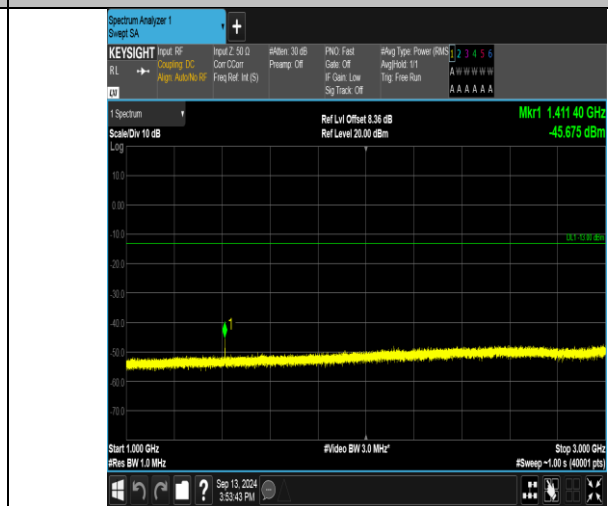 Spectrum Analyzer 1
Swept SA
KEYSIGHT
RL
Input: RF
Coupling: DC
Align: Auto/No RF
Input Z: 50 Ω
Corr CCorr
Freq Ref: Int (S)
#Atten: 30 dB
Preamp: Off
PNO: Fast
Gate: Off
IF Gain: Low
Sig Track: Off
#Avg Type: Power (RMS
Avg|Hold: 1/1
Trig: Free Run
1 2 3 4 5 6
A W W W W W
A A A A A A
1 Spectrum
Scale/Div 10 dB
Ref Lvl Offset 8.36 dB
Ref Level 20.00 dBm
Mkr1 1.411 40 GHz
-45.675 dBm
Log
10.0
0.00
-10.0
DL1 -13.00 dBm
-20.0
-30.0
-40.0
1
-50.0
-60.0
-70.0
Start 1.000 GHz
#Video BW 3.0 MHz*
Stop 3.000 GHz
#Res BW 1.0 MHz
#Sweep ~1.00 s (40001 pts)
Sep 13, 2024
3:53:43 PM